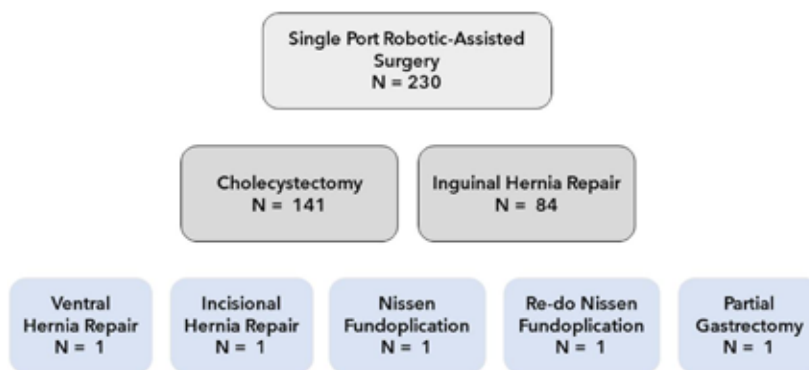 Single Port Robotic-Assisted
Surgery
N = 230
Cholecystectomy
N = 141
Inguinal Hernia Repair
N = 84
Ventral
Hernia Repair
N = 1
Incisional
Hernia Repair
N = 1
Nissen
Fundoplication
N = 1
Re-do Nissen
Fundoplication
N = 1
Partial
Gastrectomy
N = 1